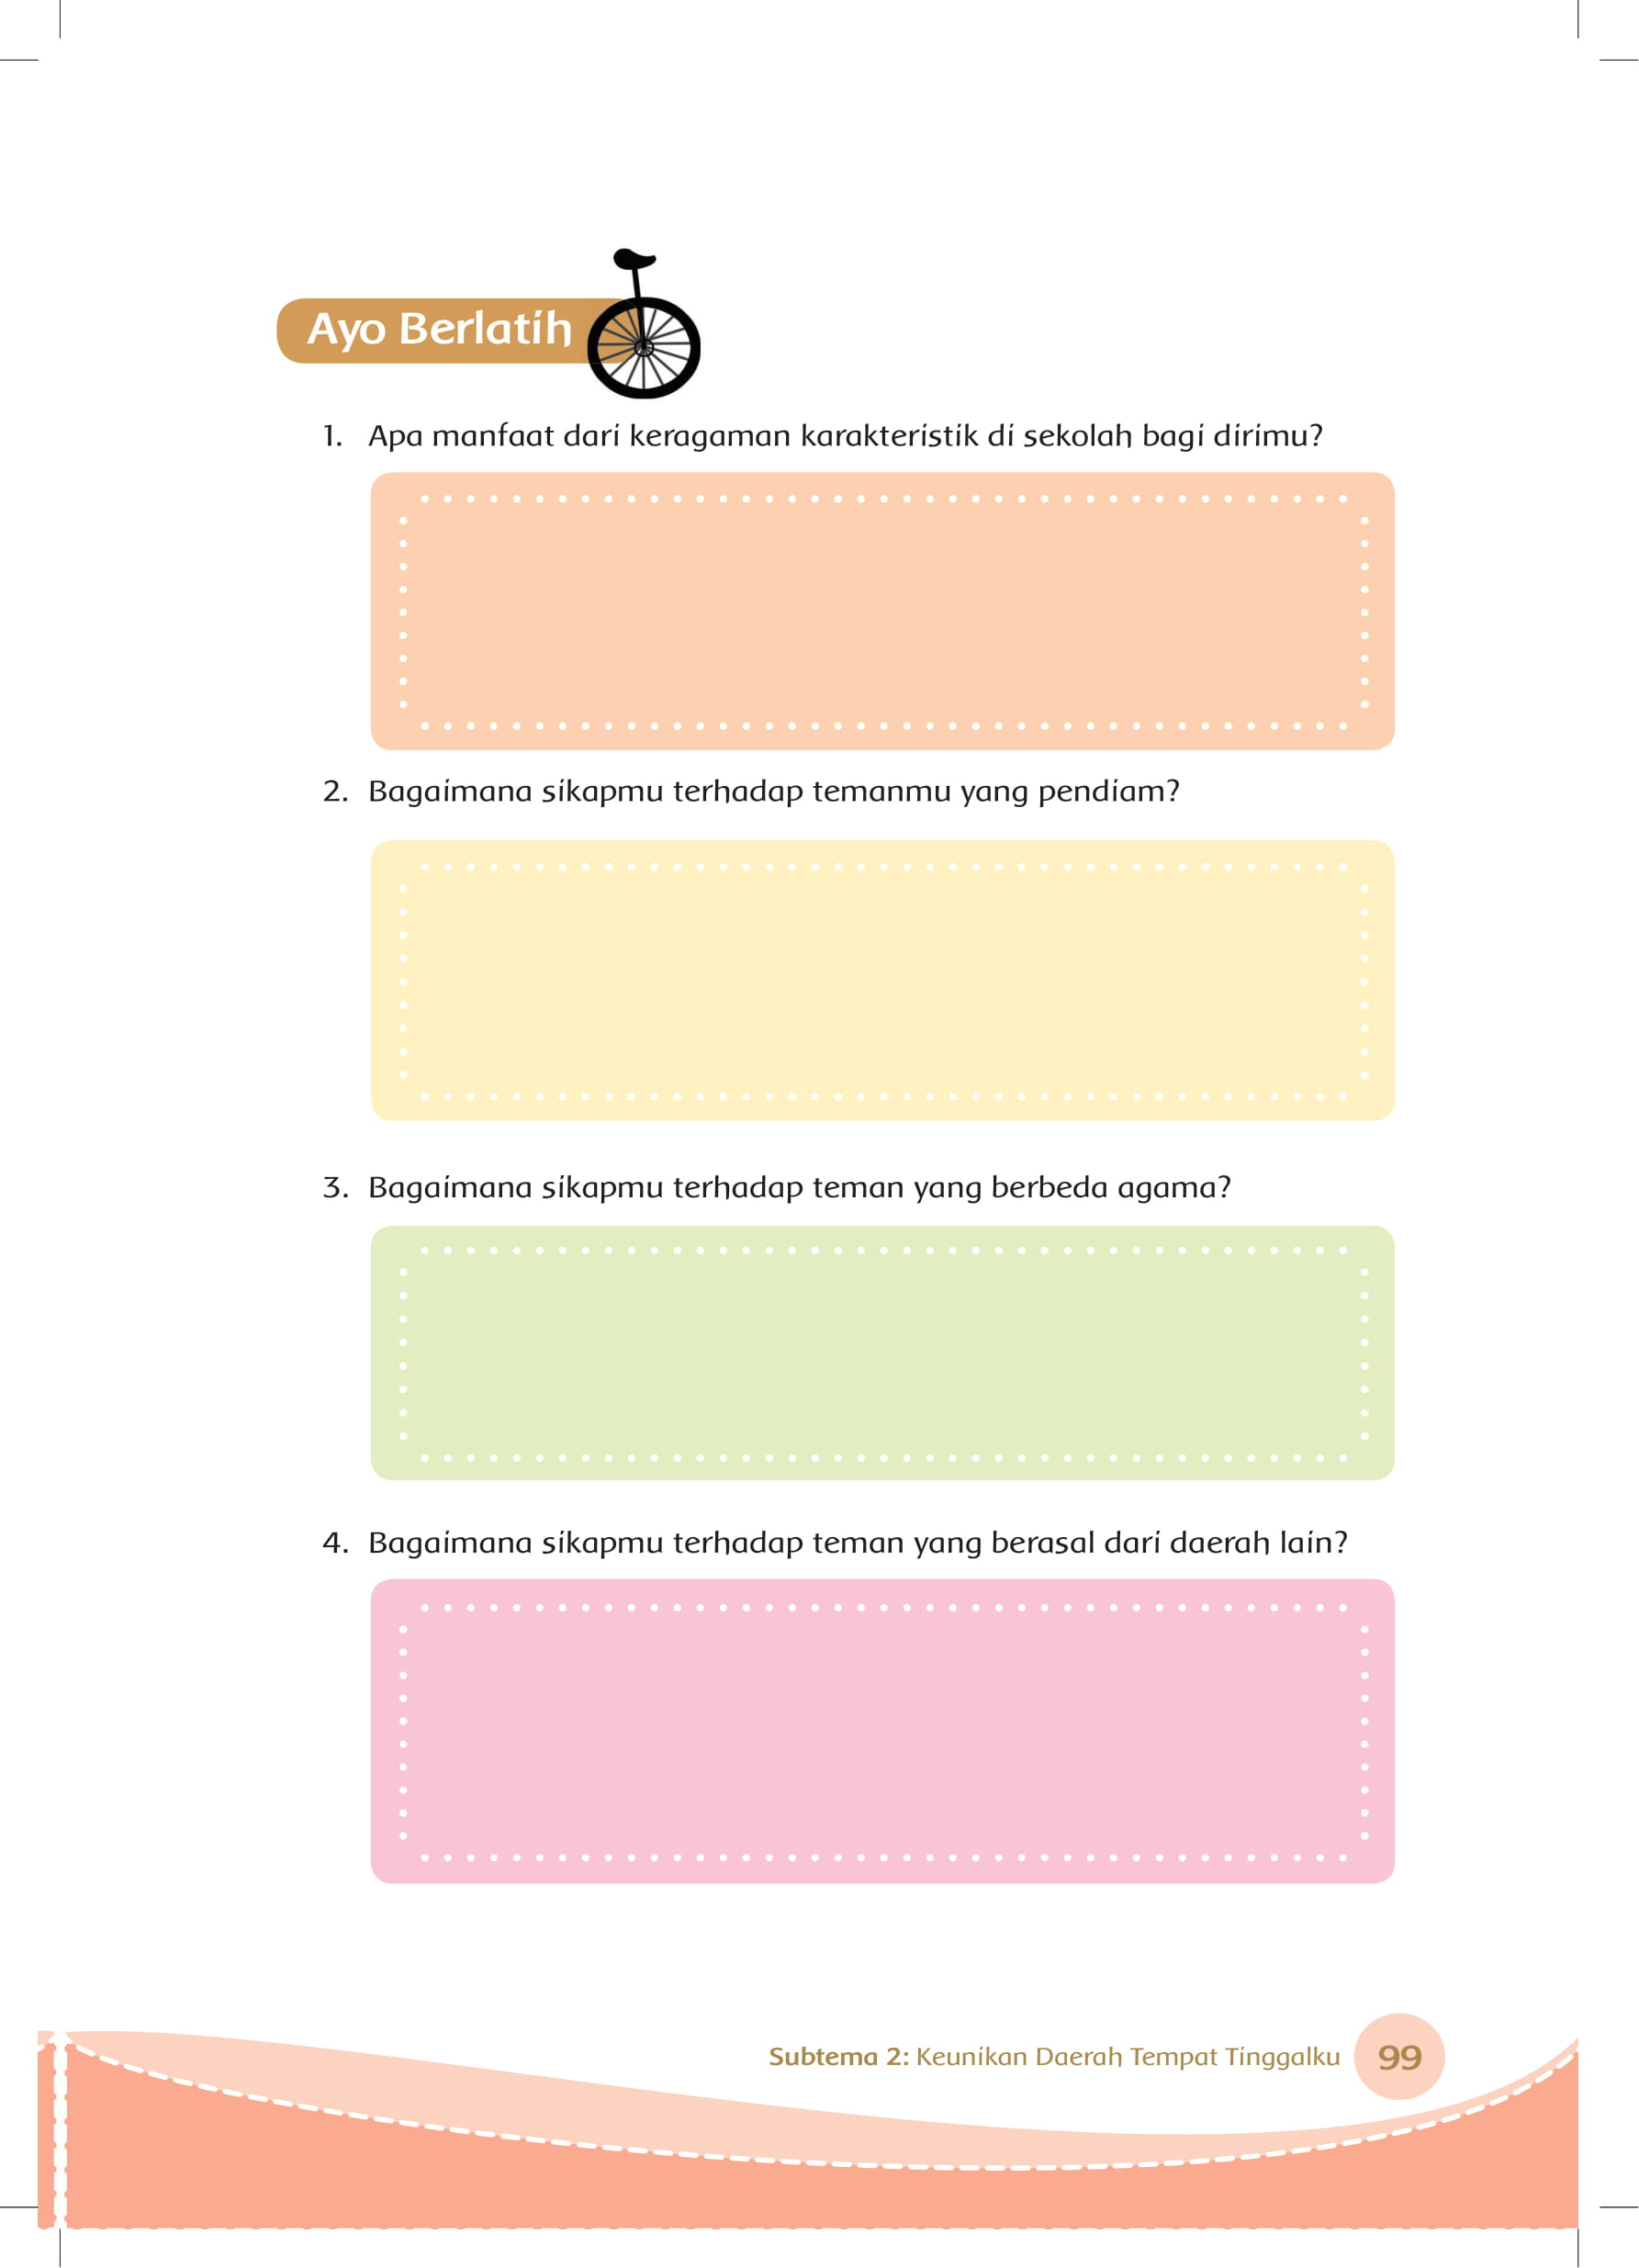 Ayo Berlatih
1. Apa manfaat dari keragaman karakteristik di sekolah bagi dirimu?
2. Bagaimana sikapmu terhadap temanmu yang pendiam?
3. Bagaimana sikapmu terhadap teman yang berbeda agama?
4. Bagaimana sikapmu terhadap teman yang berasal dari daerah lain?
Subtema 2: Keunikan Daerah Tempat Tinggalku 99